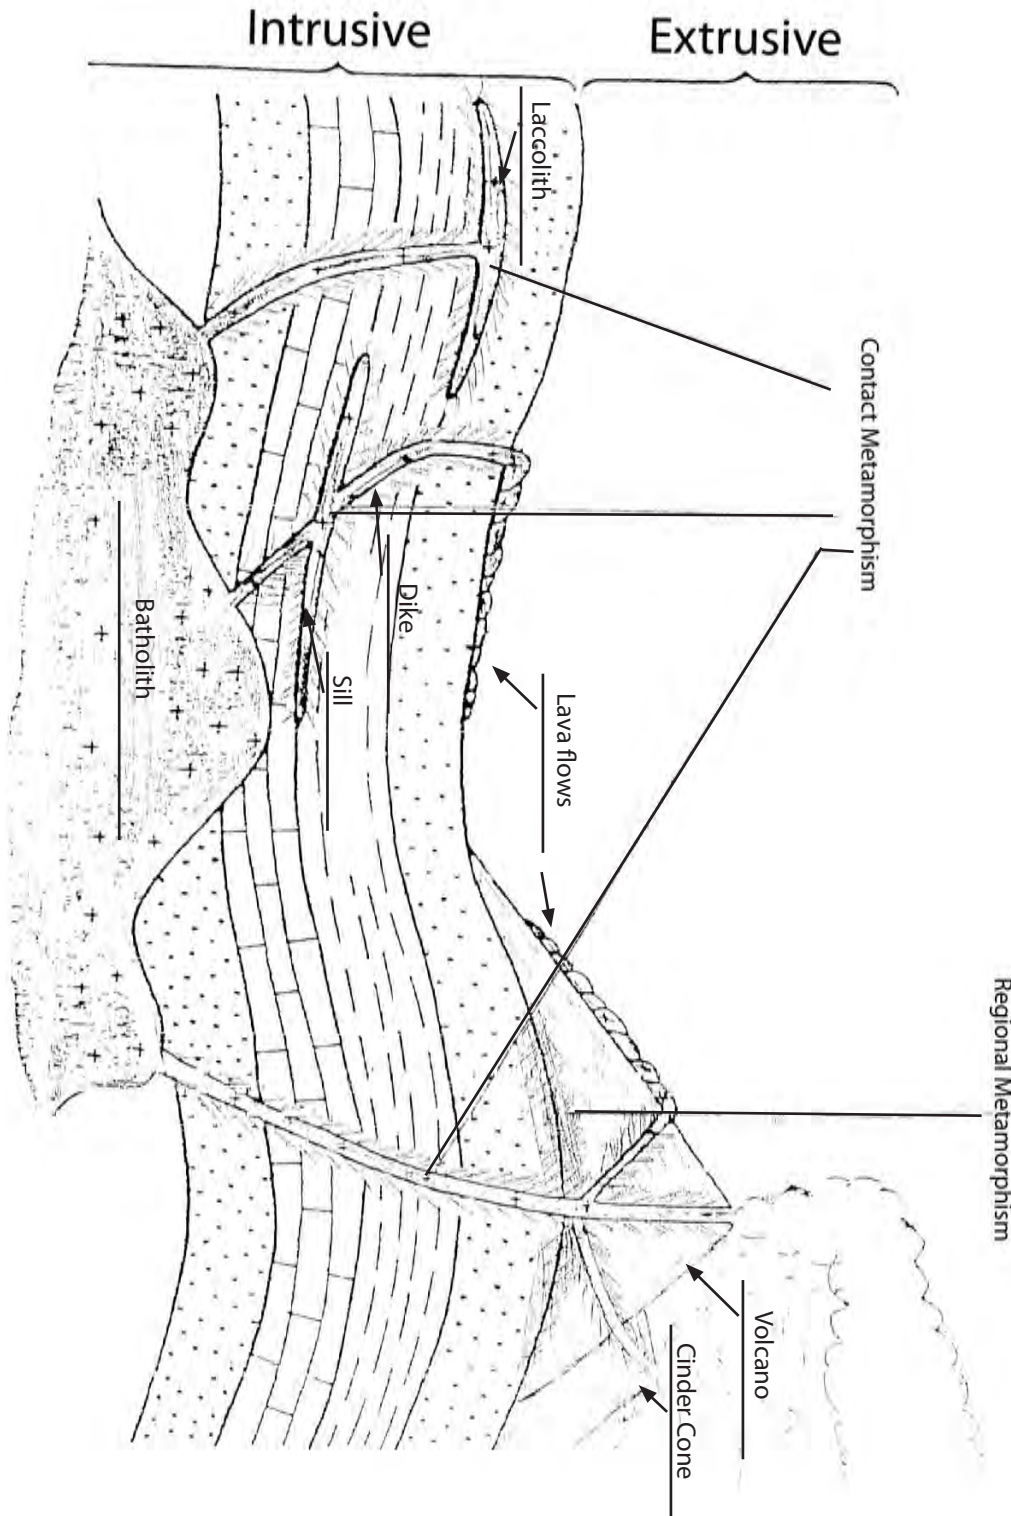 Intrusive
Extrusive
Laccolith
Contact Metamorphism
Dike
Sill
Batholith
Lava flows
Regional Metamorphism
Volcano
Cinder Cone